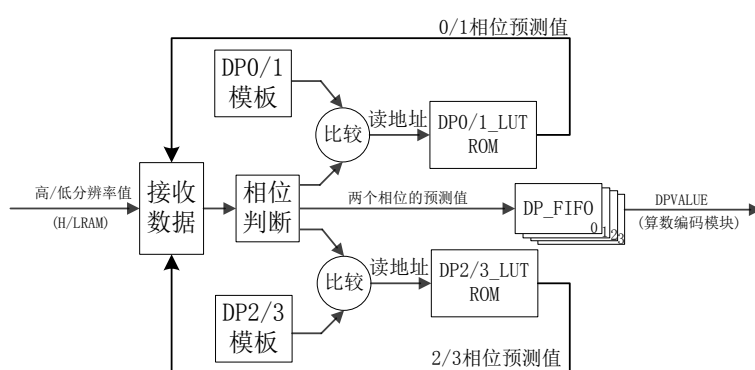 0/1相位预测值
DP0/1
模板
比较
读地址
DP0/1_LUT
ROM
高/低分辨率值
(H/LRAM)
接收
数据
相位
判断
两个相位的预测值
DP_FIFO
0
1
2
3
DPVALUE
(算数编码模块)
DP2/3
模板
比较
读地址
DP2/3_LUT
ROM
2/3相位预测值